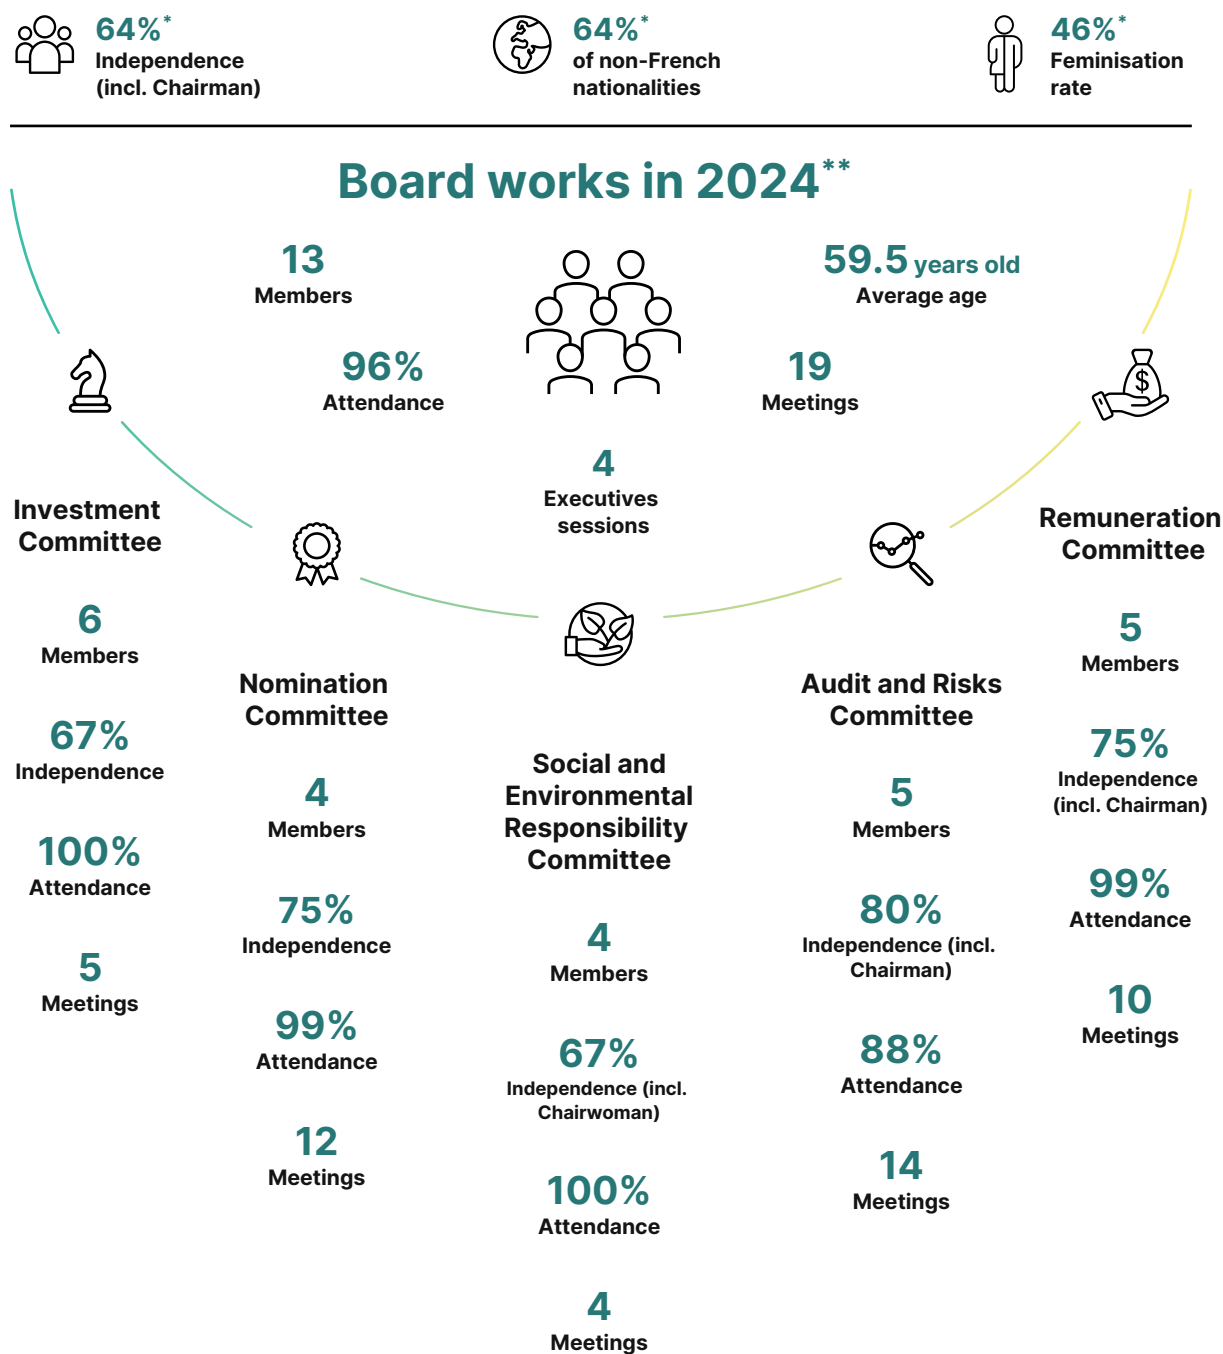 64%*
Independence
(incl. Chairman)
64%*
of non-French
nationalities
46%*
Feminisation
rate
Board works in 2024**
13
Members
59.5 years old
Average age
96%
Attendance
19
Meetings
4
Executives
sessions
Investment
Committee
6
Members
67%
Independence
100%
Attendance
5
Meetings
Nomination
Committee
4
Members
75%
Independence
99%
Attendance
12
Meetings
Social and
Environmental
Responsibility
Committee
4
Members
67%
Independence (incl.
Chairwoman)
100%
Attendance
4
Meetings
Audit and Risks
Committee
5
Members
80%
Independence (incl.
Chairman)
88%
Attendance
14
Meetings
Remuneration
Committee
5
Members
75%
Independence
(incl. Chairman)
99%
Attendance
10
Meetings